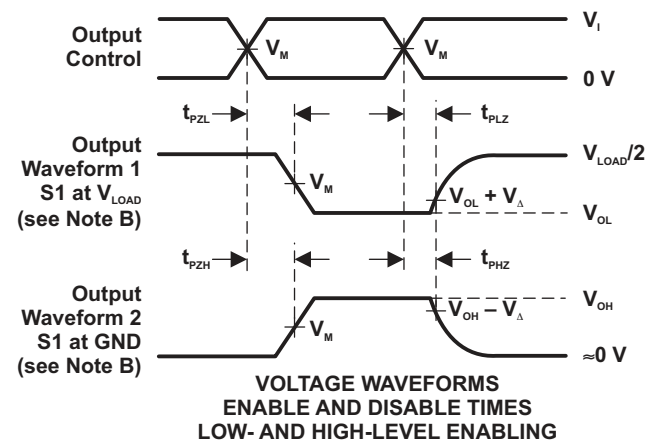 Output
Control
V_M
V_M
V_I
0 V
t_PZL
t_PLZ
Output
Waveform 1
S1 at V_LOAD
(see Note B)
V_M
V_OL + V_Δ
V_LOAD/2
V_OL
t_PZH
t_PHZ
Output
Waveform 2
S1 at GND
(see Note B)
V_M
V_OH − V_Δ
V_OH
≈0 V
VOLTAGE WAVEFORMS
ENABLE AND DISABLE TIMES
LOW- AND HIGH-LEVEL ENABLING